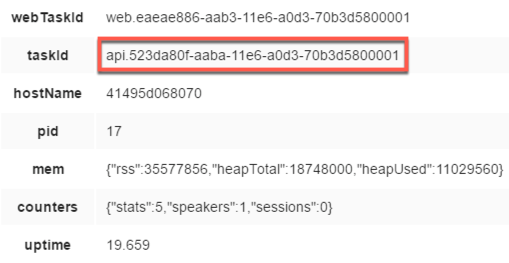 webTaskId web.eaeae886-aab3-11e6-a0d3-70b3d5800001
taskId api.523da80f-aaba-11e6-a0d3-70b3d5800001
hostName 41495d068070
pid 17
mem {"rss":35577856,"heapTotal":18748000,"heapUsed":11029560}
counters {"stats":5,"speakers":1,"sessions":0}
uptime 19.659